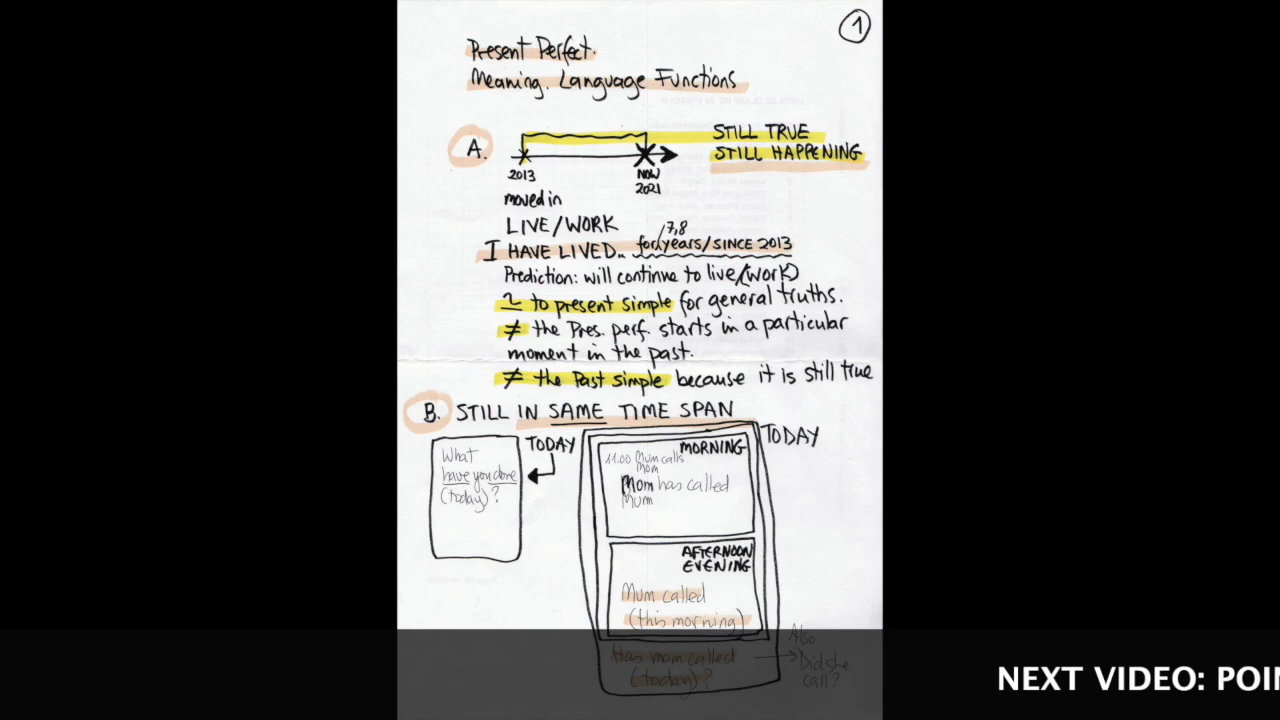 1
Present Perfect.
Meaning. Language Functions
A.
STILL TRUE
STILL HAPPENING
2013
NOW
2021
moved in
LIVE/WORK
7,8
I HAVE LIVED.. for/years/SINCE 2013
Prediction: will continue to live/(work)
≃ to present simple for general truths.
≠ the Pres. perf. starts in a particular
moment in the past.
≠ the Past simple because it is still true
B. STILL IN SAME TIME SPAN
TODAY
What
have you done
(today)?
TODAY
MORNING
11.00 Mum calls
Mom
Mom has called
Mum
AFTERNOON
EVENING
Mum called
(this morning)
Has mom called
(today)?
Also
Did she
call?
NEXT VIDEO: POI